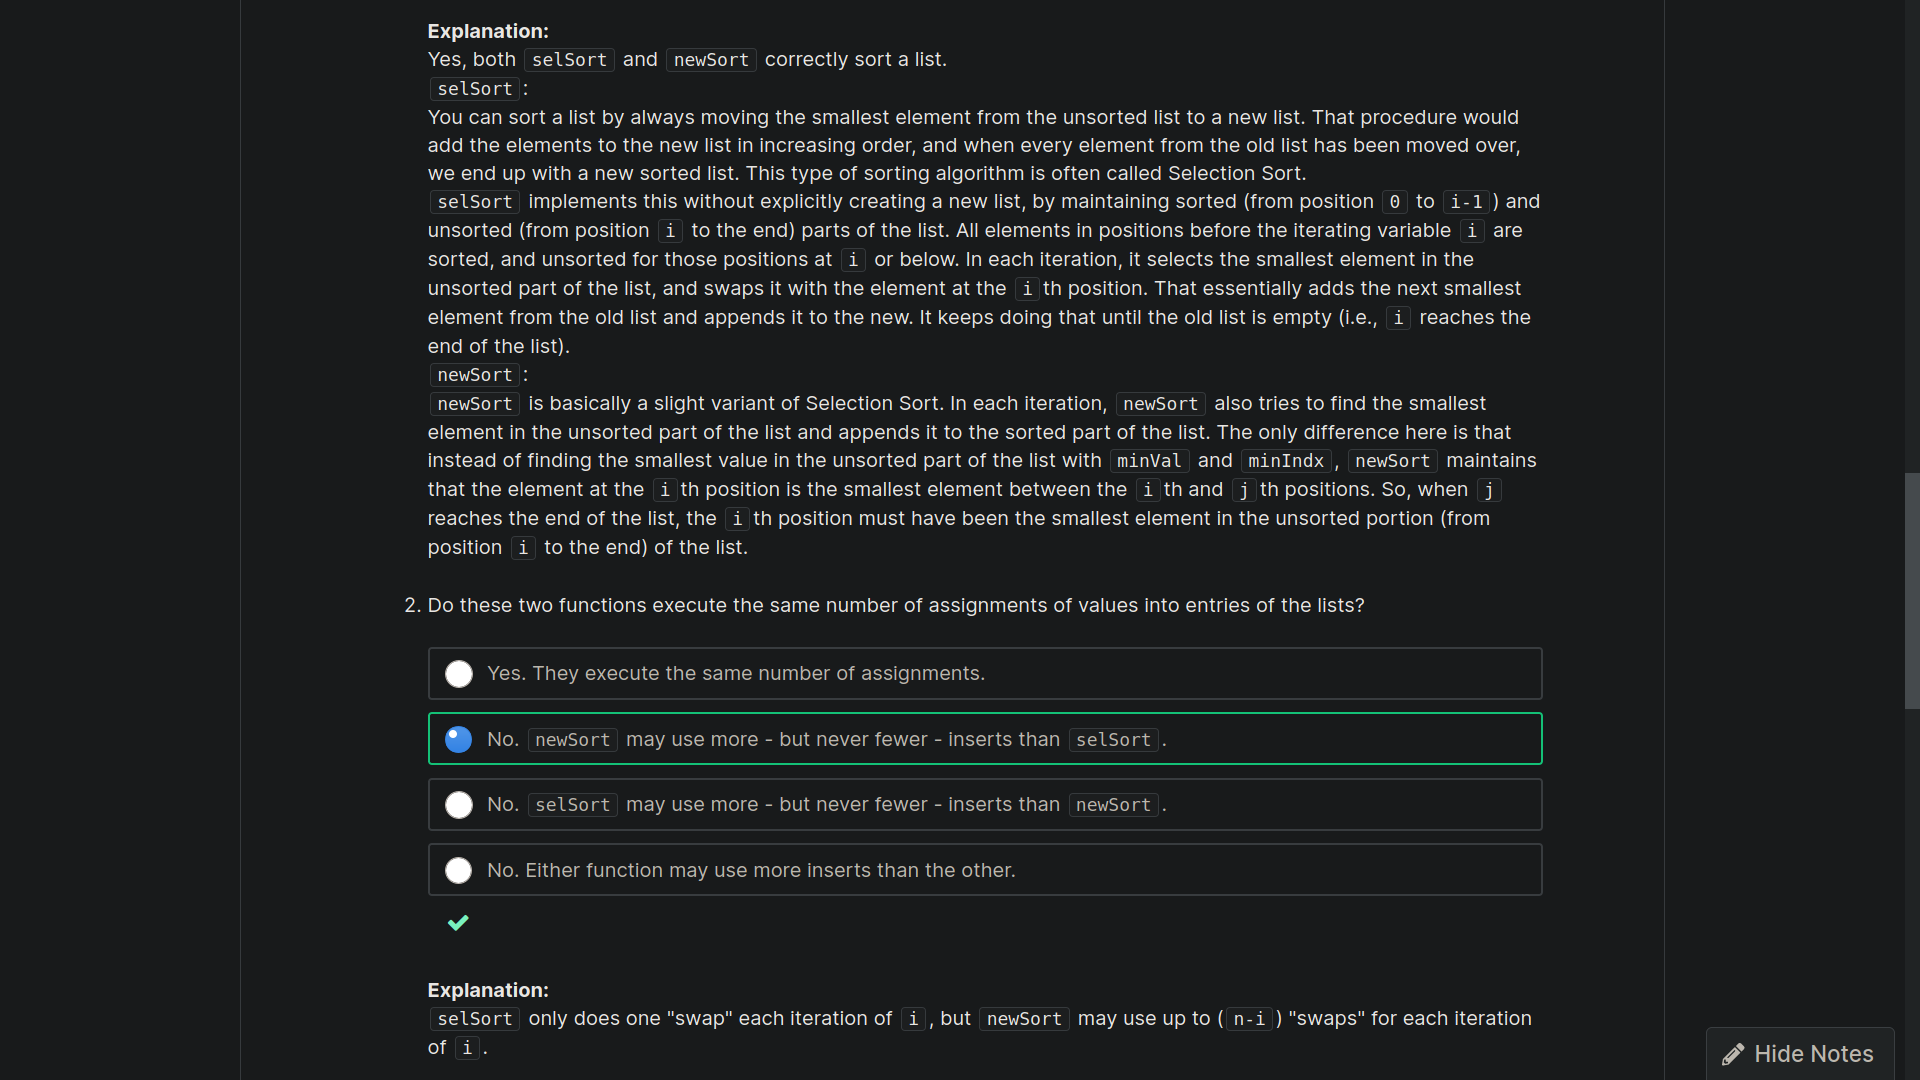 Explanation:
Yes, both selSort and newSort correctly sort a list.
selSort:
You can sort a list by always moving the smallest element from the unsorted list to a new list. That procedure would
add the elements to the new list in increasing order, and when every element from the old list has been moved over,
we end up with a new sorted list. This type of sorting algorithm is often called Selection Sort.
selSort implements this without explicitly creating a new list, by maintaining sorted (from position 0 to i-1) and
unsorted (from position i to the end) parts of the list. All elements in positions before the iterating variable i are
sorted, and unsorted for those positions at i or below. In each iteration, it selects the smallest element in the
unsorted part of the list, and swaps it with the element at the i th position. That essentially adds the next smallest
element from the old list and appends it to the new. It keeps doing that until the old list is empty (i.e., i reaches the
end of the list).
newSort:
newSort is basically a slight variant of Selection Sort. In each iteration, newSort also tries to find the smallest
element in the unsorted part of the list and appends it to the sorted part of the list. The only difference here is that
instead of finding the smallest value in the unsorted part of the list with minVal and minIndx, newSort maintains
that the element at the i th position is the smallest element between the i th and j th positions. So, when j
reaches the end of the list, the i th position must have been the smallest element in the unsorted portion (from
position i to the end) of the list.
2. Do these two functions execute the same number of assignments of values into entries of the lists?
Yes. They execute the same number of assignments.
No. newSort may use more - but never fewer - inserts than selSort.
No. selSort may use more - but never fewer - inserts than newSort.
No. Either function may use more inserts than the other.
Explanation:
selSort only does one "swap" each iteration of i, but newSort may use up to (n-i) "swaps" for each iteration
of i.
Hide Notes